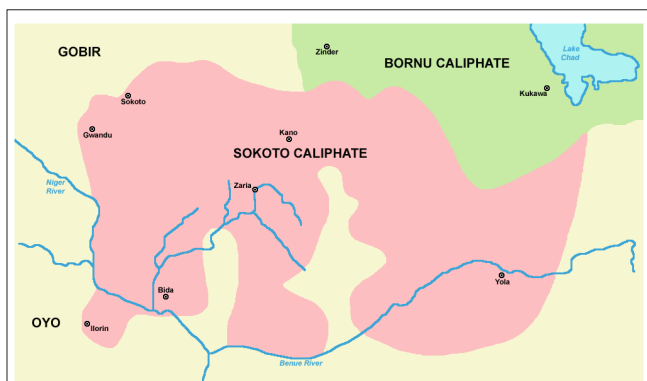 GOBIR
Zinder
BORNU CALIPHATE
Lake
Chad
Kukawa
Sokoto
Gwandu
Kano
SOKOTO CALIPHATE
Niger
River
Zaria
Yola
Bida
OYO
Ilorin
Benue River